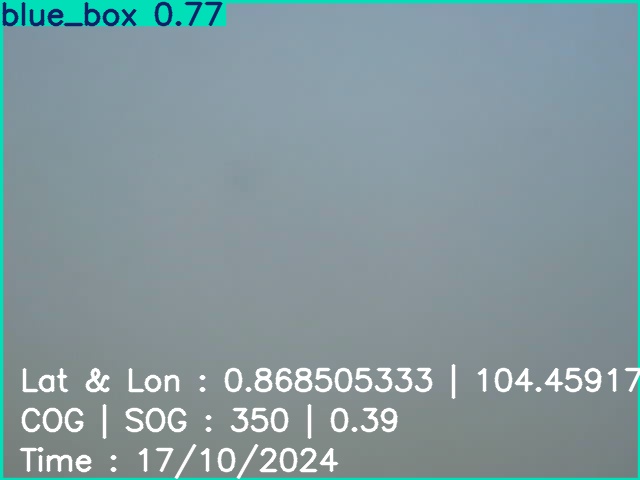 blue_box 0.77
Lat & Lon : 0.868505333 | 104.45917
COG | SOG : 350 | 0.39
Time : 17/10/2024